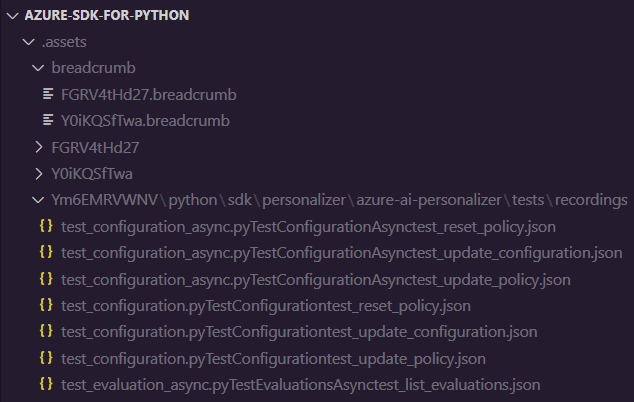 AZURE-SDK-FOR-PYTHON
.assets
breadcrumb
FGRV4tHd27.breadcrumb
Y0iKQSfTwa.breadcrumb
FGRV4tHd27
Y0iKQSfTwa
Ym6EMRVWNV\python\sdk\personalizer\azure-ai-personalizer\tests\recordings
{} test_configuration_async.pyTestConfigurationAsynctest_reset_policy.json
{} test_configuration_async.pyTestConfigurationAsynctest_update_configuration.json
{} test_configuration_async.pyTestConfigurationAsynctest_update_policy.json
{} test_configuration.pyTestConfigurationtest_reset_policy.json
{} test_configuration.pyTestConfigurationtest_update_configuration.json
{} test_configuration.pyTestConfigurationtest_update_policy.json
{} test_evaluation_async.pyTestEvaluationsAsynctest_list_evaluations.json